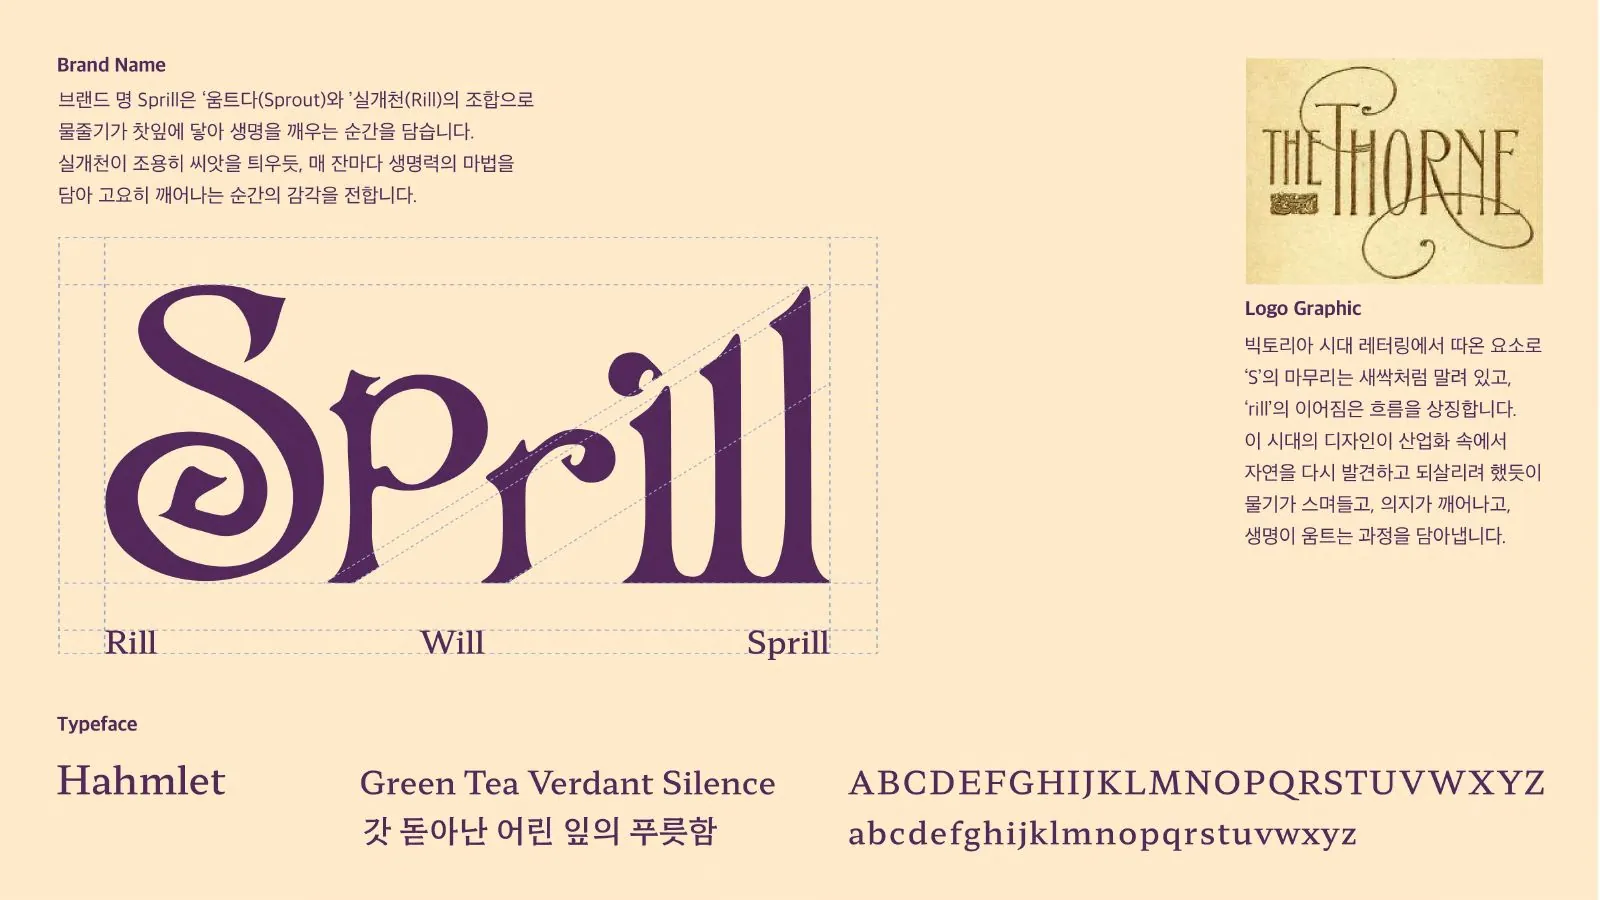 Brand Name
브랜드 명 Sprill은 ‘움트다(Sprout)와 ’실개천(Rill)의 조합으로
물줄기가 찻잎에 닿아 생명을 깨우는 순간을 담습니다.
실개천이 조용히 씨앗을 틔우듯, 매 잔마다 생명력의 마법을
담아 고요히 깨어나는 순간의 감각을 전합니다.
Sprill
Rill
Will
Sprill
THE THORNE
Logo Graphic
빅토리아 시대 레터링에서 따온 요소로
‘S’의 마무리는 새싹처럼 말려 있고,
‘rill’의 이어짐은 흐름을 상징합니다.
이 시대의 디자인이 산업화 속에서
자연을 다시 발견하고 되살리려 했듯이
물기가 스며들고, 의지가 깨어나고,
생명이 움트는 과정을 담아냅니다.
Typeface
Hahmlet
Green Tea Verdant Silence
갓 돋아난 어린 잎의 푸릇함
ABCDEFGHIJKLMNOPQRSTUVWXYZ
abcdefghijklmnopqrstuvwxyz